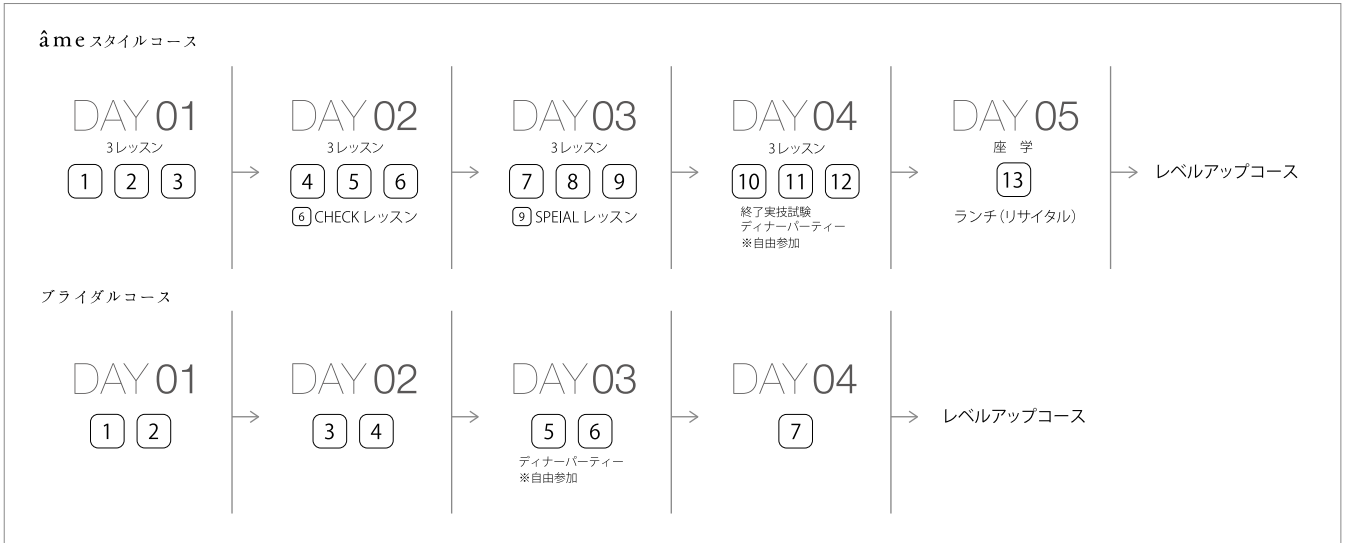 âme スタイルコース
DAY 01
3レッスン
1 2 3
DAY 02
3レッスン
4 5 6
6 CHECK レッスン
DAY 03
3レッスン
7 8 9
9 SPEIAL レッスン
DAY 04
3レッスン
10 11 12
終了実技試験
ディナーパーティー
※自由参加
DAY 05
座 学
13
ランチ(リサイタル)
レベルアップコース
ブライダルコース
DAY 01
1 2
DAY 02
3 4
DAY 03
5 6
ディナーパーティー
※自由参加
DAY 04
7
レベルアップコース